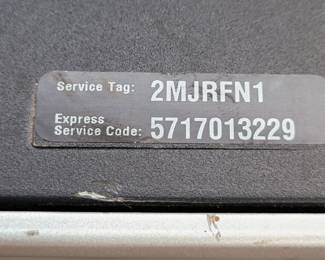 Service Tag: 2MJRFN1
Express
Service Code: 5717013229